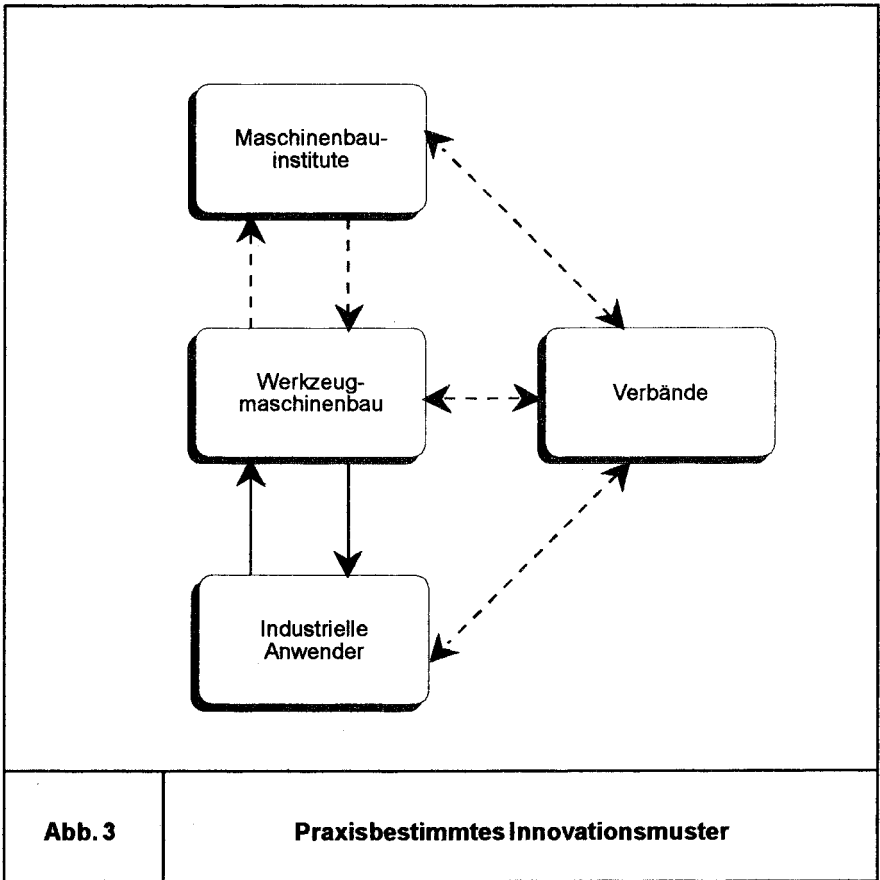 Maschinenbau-
institute
Werkzeug-
maschinenbau
Verbände
Industrielle
Anwender
Abb. 3
Praxisbestimmtes Innovationsmuster